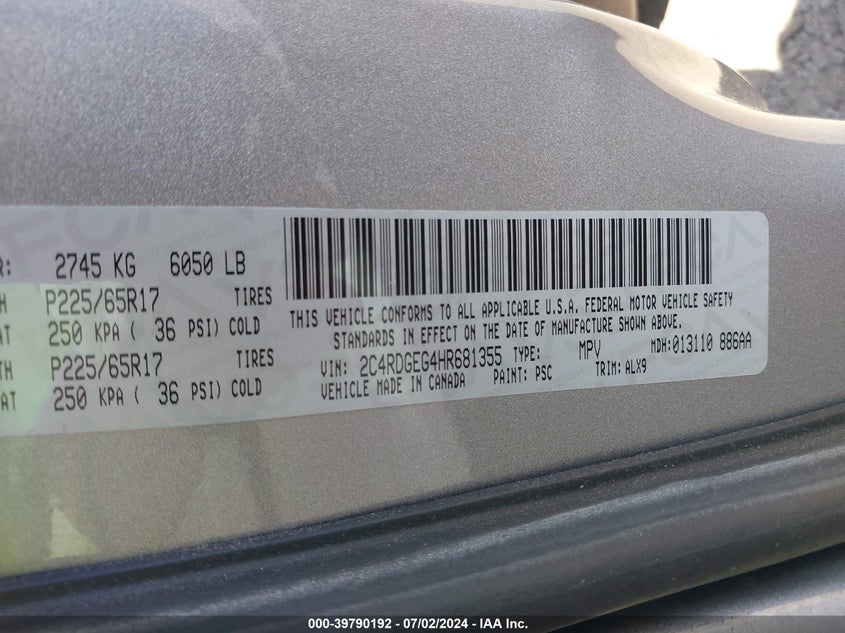 R: 2745 KG 6050 LB
H P225/65R17 TIRES
AT 250 KPA ( 36 PSI) COLD
TH P225/65R17 TIRES
AT 250 KPA ( 36 PSI) COLD
THIS VEHICLE CONFORMS TO ALL APPLICABLE U.S.A. FEDERAL MOTOR VEHICLE SAFETY
STANDARDS IN EFFECT ON THE DATE OF MANUFACTURE SHOWN ABOVE.
VIN: 2C4RDGEG4HR681355 TYPE: MPV MDH: 013110 886AA
VEHICLE MADE IN CANADA PAINT: PSC TRIM: ALX9
000-39790192 - 07/02/2024 - IAA Inc.